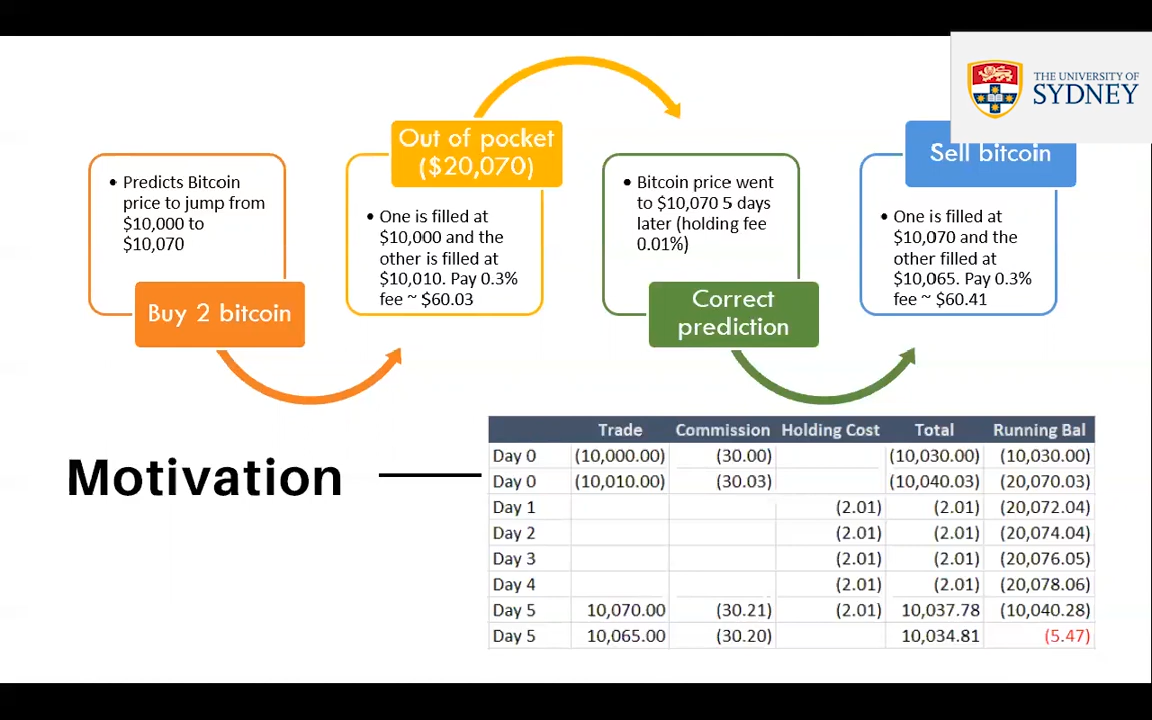 THE UNIVERSITY OF
SYDNEY
• Predicts Bitcoin
price to jump from
$10,000 to
$10,070
Buy 2 bitcoin
Out of pocket
($20,070)
• One is filled at
$10,000 and the
other is filled at
$10,010. Pay 0.3%
fee ~ $60.03
• Bitcoin price went
to $10,070 5 days
later (holding fee
0.01%)
Correct
prediction
Sell bitcoin
• One is filled at
$10,070 and the
other filled at
$10,065. Pay 0.3%
fee ~ $60.41
Motivation
Trade Commission Holding Cost Total Running Bal
Day 0 (10,000.00) (30.00) (10,030.00) (10,030.00)
Day 0 (10,010.00) (30.03) (10,040.03) (20,070.03)
Day 1 (2.01) (2.01) (20,072.04)
Day 2 (2.01) (2.01) (20,074.04)
Day 3 (2.01) (2.01) (20,076.05)
Day 4 (2.01) (2.01) (20,078.06)
Day 5 10,070.00 (30.21) (2.01) 10,037.78 (10,040.28)
Day 5 10,065.00 (30.20) 10,034.81 (5.47)